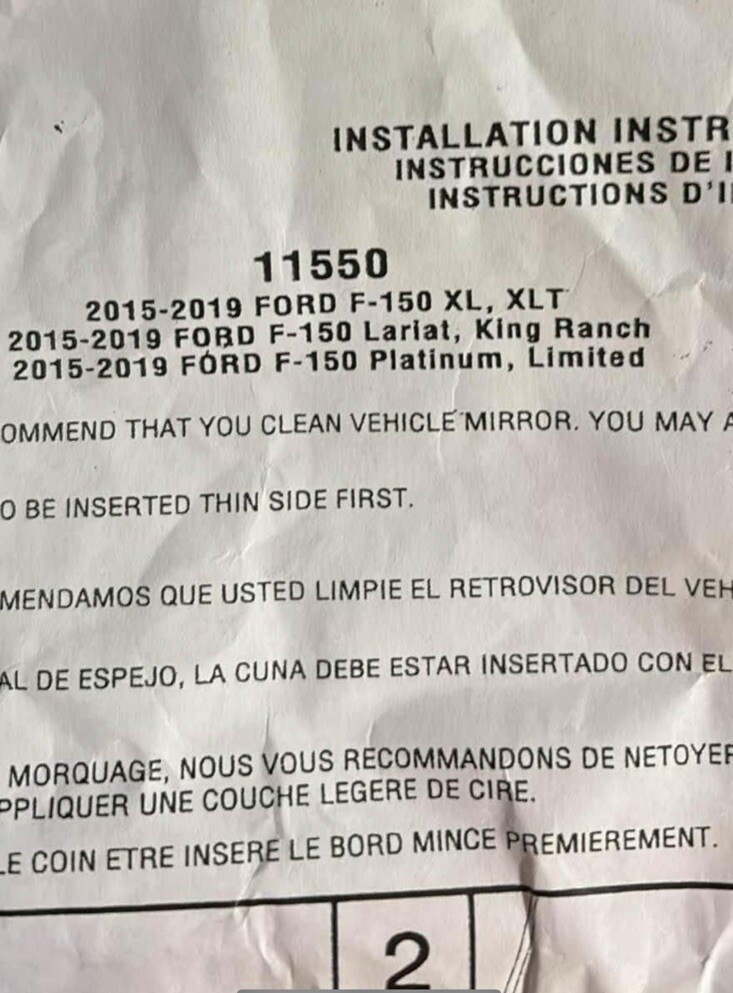 INSTALLATION INSTR
INSTRUCCIONES DE I
INSTRUCTIONS D'I
11550
2015-2019 FORD F-150 XL, XLT
2015-2019 FORD F-150 Lariat, King Ranch
2015-2019 FORD F-150 Platinum, Limited
OMMEND THAT YOU CLEAN VEHICLE MIRROR. YOU MAY A
O BE INSERTED THIN SIDE FIRST.
MENDAMOS QUE USTED LIMPIE EL RETROVISOR DEL VEH
AL DE ESPEJO, LA CUNA DEBE ESTAR INSERTADO CON EL
MORQUAGE, NOUS VOUS RECOMMANDONS DE NETOYER
PPLIQUER UNE COUCHE LEGERE DE CIRE.
LE COIN ETRE INSERE LE BORD MINCE PREMIEREMENT.
2